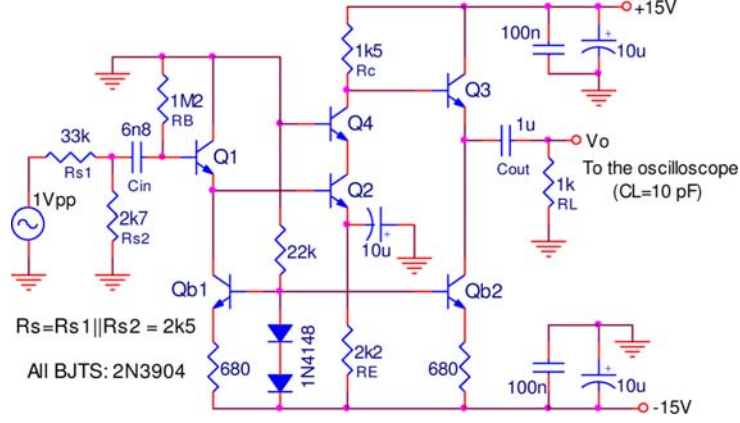 +15V
100n
10u
1k5
Rc
Q3
1M2
RB
33k
6n8
Q1
Q4
1u
Vo
Rs1
Cin
Cout
To the oscilloscope
(CL=10 pF)
1Vpp
Q2
1k
RL
2k7
Rs2
22k
10u
Qb1
Qb2
Rs=Rs1||Rs2 = 2k5
All BJTS: 2N3904
680
1N4148
2k2
RE
680
100n
10u
-15V